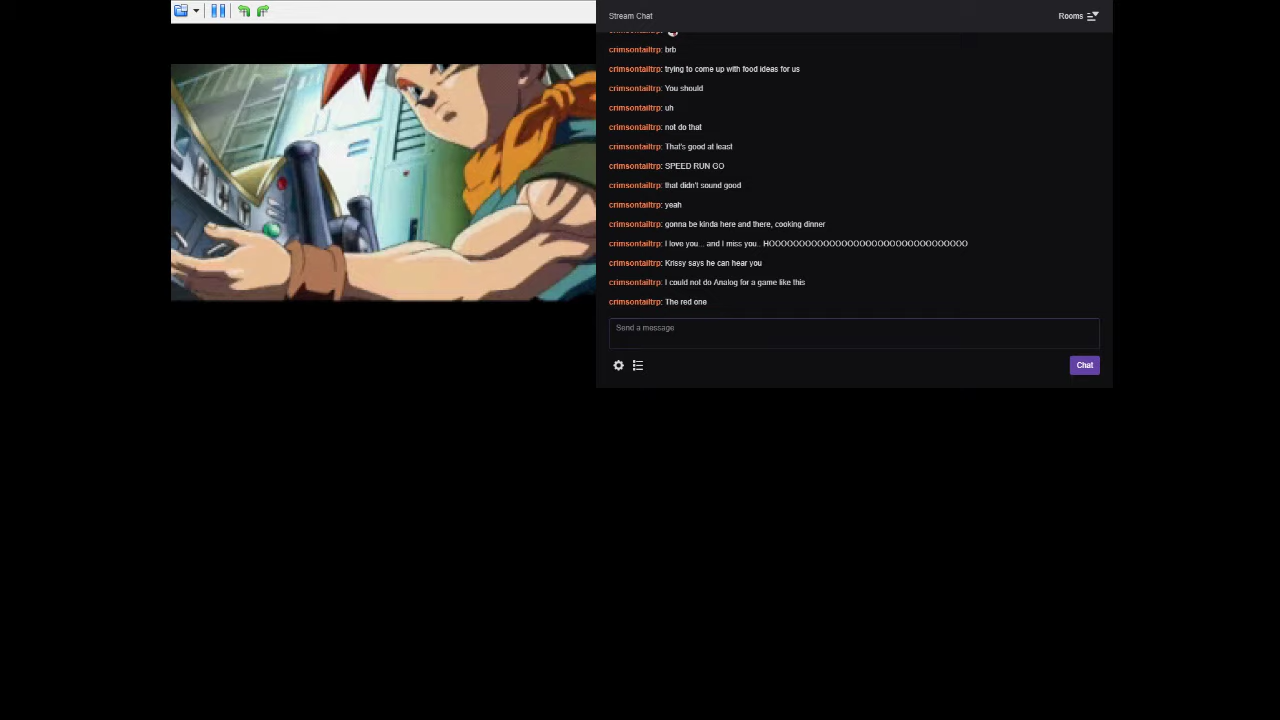 Stream Chat
Rooms
crimsontailtrp: brb
crimsontailtrp: trying to come up with food ideas for us
crimsontailtrp: You should
crimsontailtrp: uh
crimsontailtrp: not do that
crimsontailtrp: That's good at least
crimsontailtrp: SPEED RUN GO
crimsontailtrp: that didn't sound good
crimsontailtrp: yeah
crimsontailtrp: gonna be kinda here and there, cooking dinner
crimsontailtrp: I love you... and I miss you.. HOOOOOOOOOOOOOOOOOOOOOOOOOOOOOOOOO
crimsontailtrp: Krissy says he can hear you
crimsontailtrp: I could not do Analog for a game like this
crimsontailtrp: The red one
Send a message
Chat